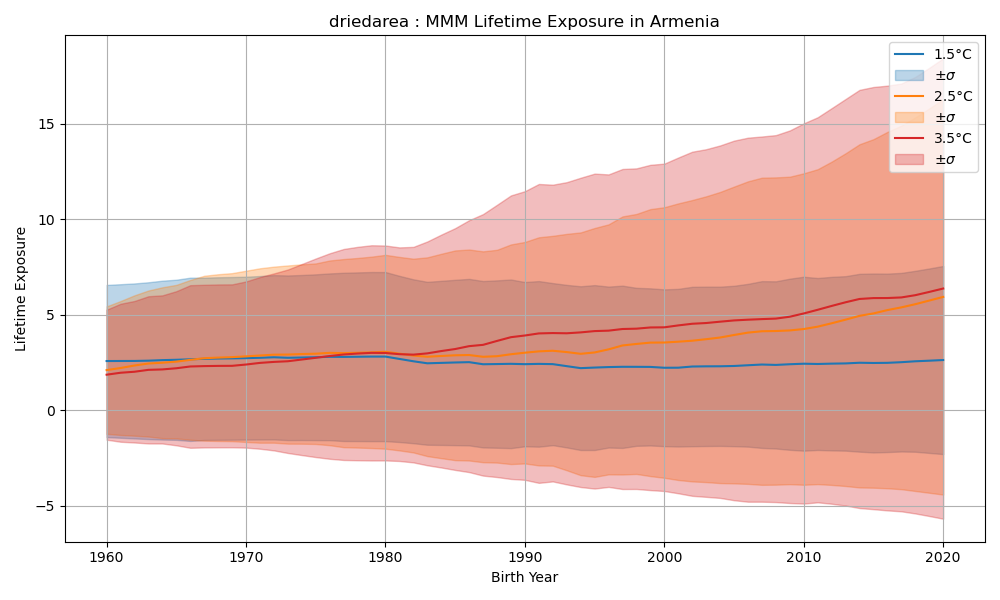 driedarea : MMM Lifetime Exposure in Armenia
Lifetime Exposure
15
10
5
0
−5
1960
1970
1980
1990
2000
2010
2020
Birth Year
1.5°C
±σ
2.5°C
±σ
3.5°C
±σ